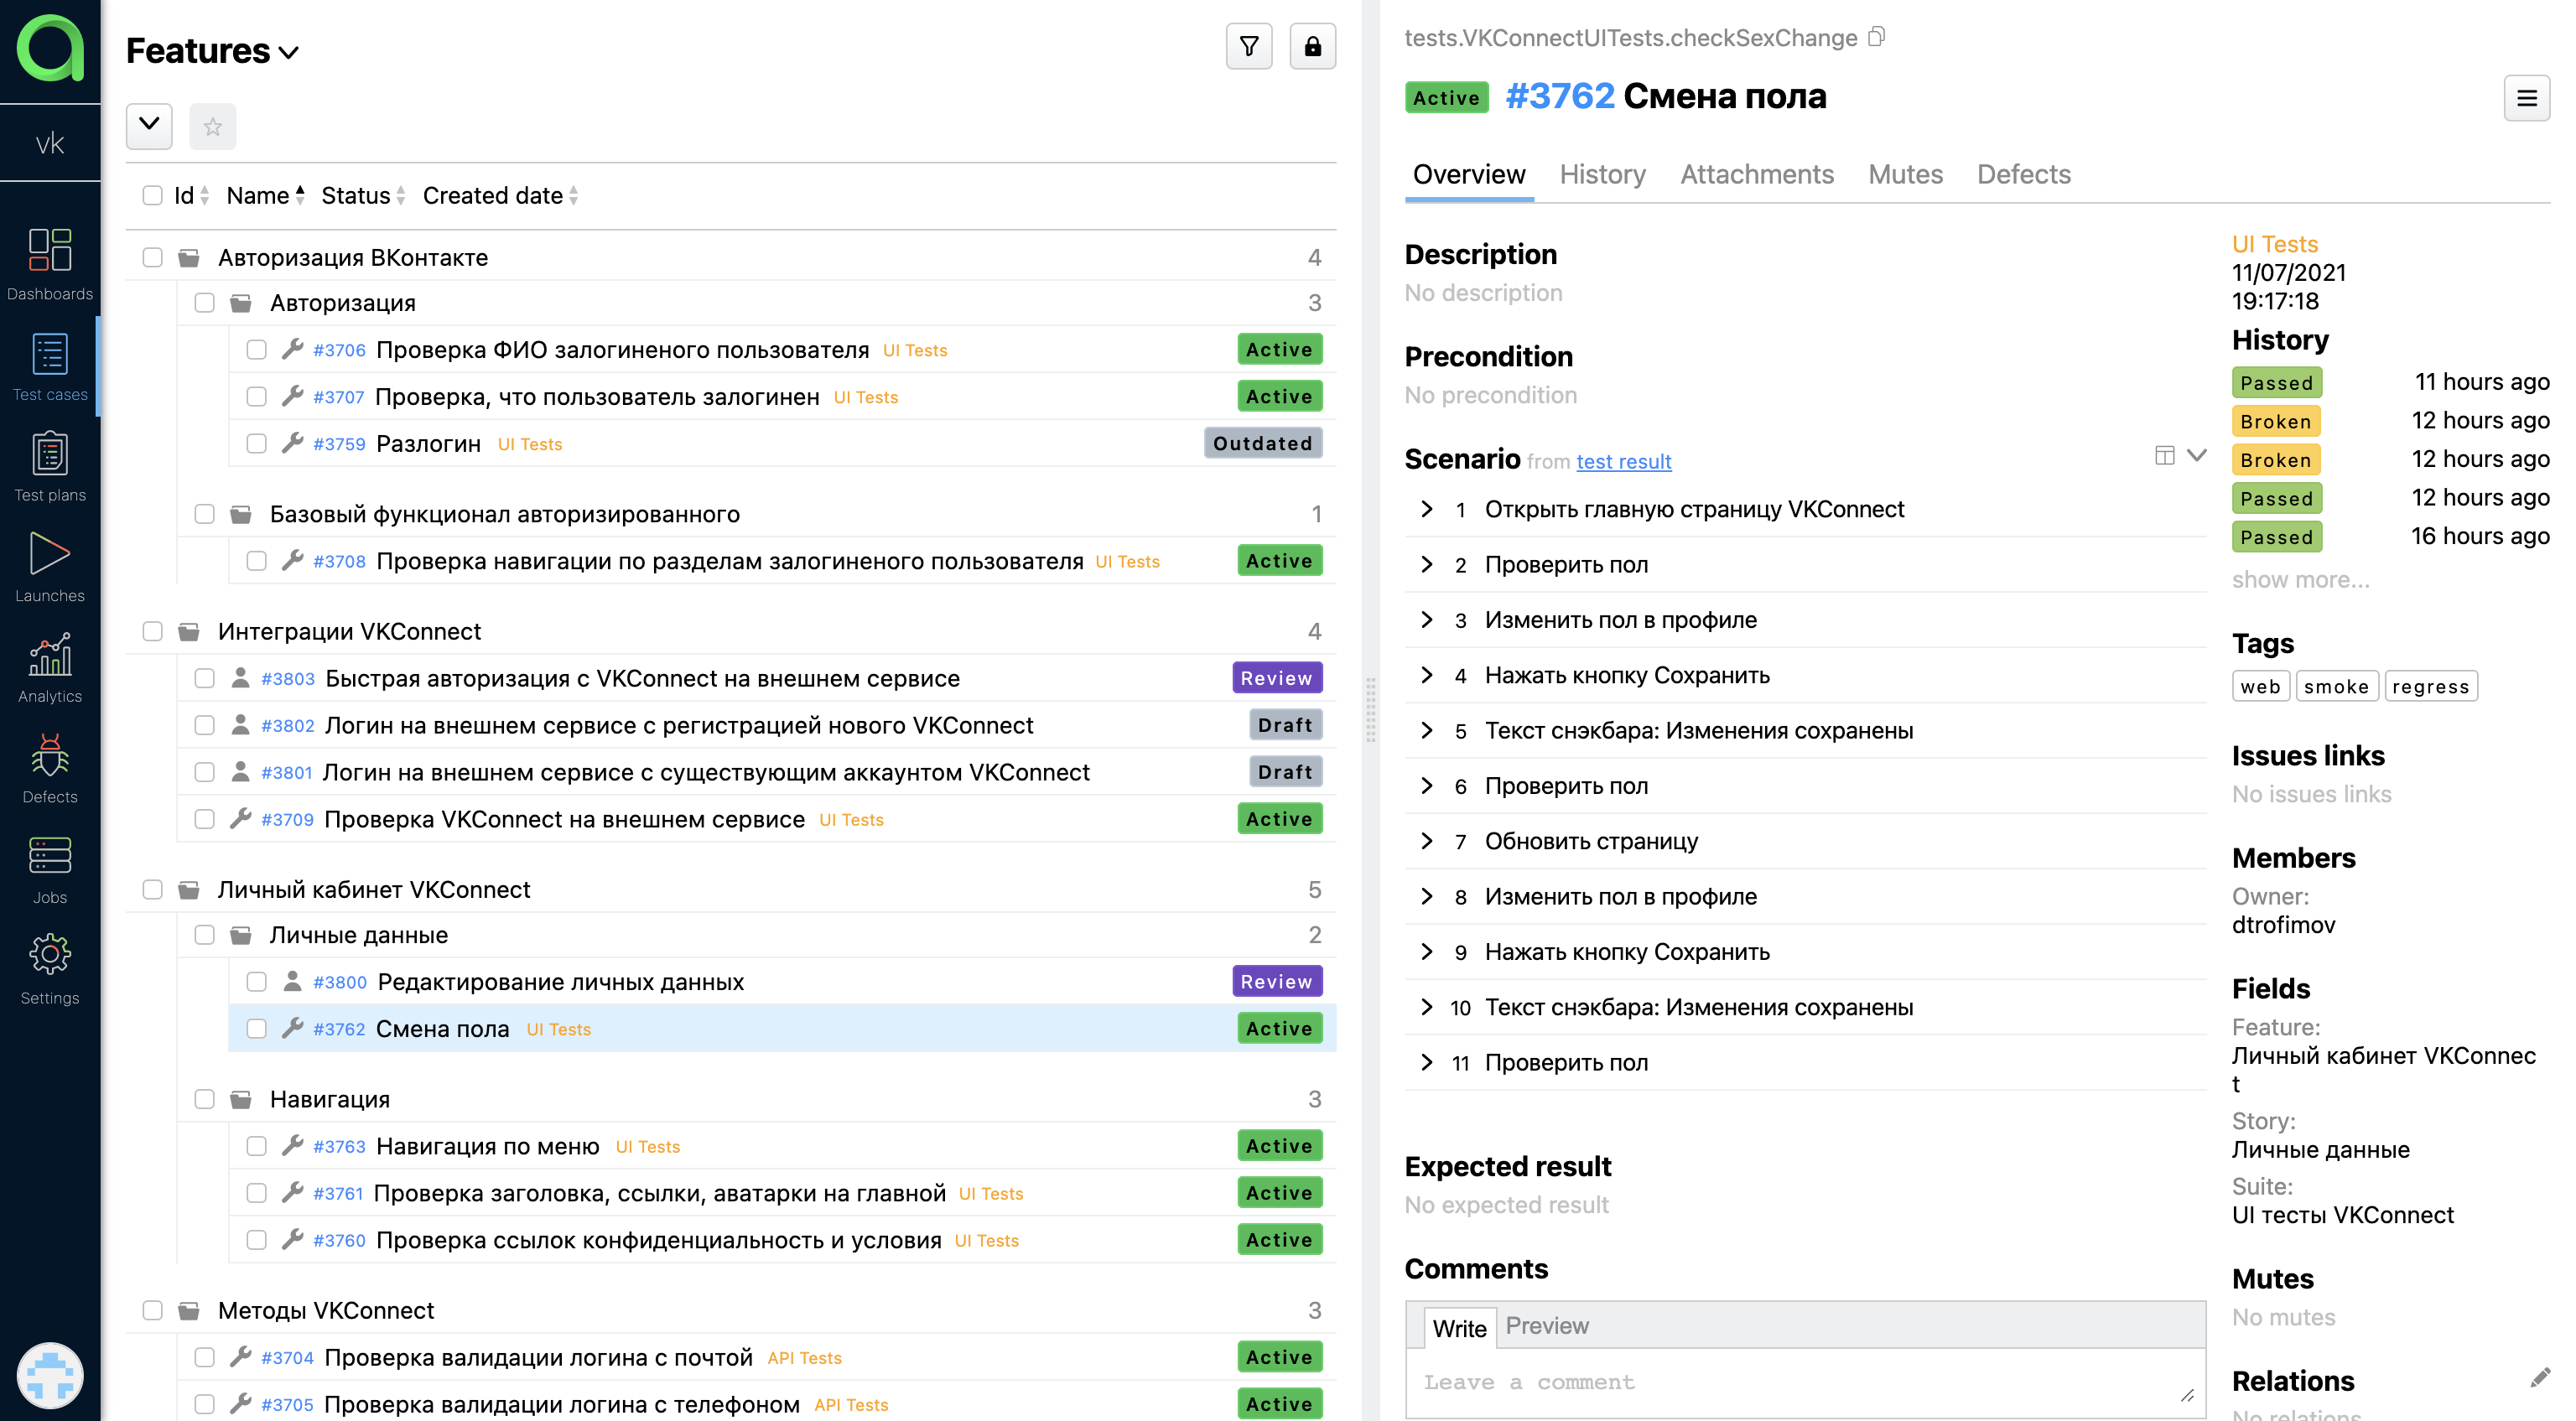 vk
Dashboards
Test cases
Test plans
Launches
Analytics
Defects
Jobs
Settings
Features
Id Name Status Created date
Авторизация ВКонтакте 4
Авторизация 3
#3706 Проверка ФИО залогиненого пользователя UI Tests Active
#3707 Проверка, что пользователь залогинен UI Tests Active
#3759 Разлогин UI Tests Outdated
Базовый функционал авторизированного 1
#3708 Проверка навигации по разделам залогиненого пользователя UI Tests Active
Интеграции VKConnect 4
#3803 Быстрая авторизация с VKConnect на внешнем сервисе Review
#3802 Логин на внешнем сервисе с регистрацией нового VKConnect Draft
#3801 Логин на внешнем сервисе с существующим аккаунтом VKConnect Draft
#3709 Проверка VKConnect на внешнем сервисе UI Tests Active
Личный кабинет VKConnect 5
Личные данные 2
#3800 Редактирование личных данных Review
#3762 Смена пола UI Tests Active
Навигация 3
#3763 Навигация по меню UI Tests Active
#3761 Проверка заголовка, ссылки, аватарки на главной UI Tests Active
#3760 Проверка ссылок конфиденциальность и условия UI Tests Active
Методы VKConnect 3
#3704 Проверка валидации логина с почтой API Tests Active
#3705 Проверка валидации логина с телефоном API Tests Active
tests.VKConnectUITests.checkSexChange
Active #3762 Смена пола
Overview History Attachments Mutes Defects
Description
No description
Precondition
No precondition
Scenario from test result
1 Открыть главную страницу VKConnect
2 Проверить пол
3 Изменить пол в профиле
4 Нажать кнопку Сохранить
5 Текст снэкбара: Изменения сохранены
6 Проверить пол
7 Обновить страницу
8 Изменить пол в профиле
9 Нажать кнопку Сохранить
10 Текст снэкбара: Изменения сохранены
11 Проверить пол
Expected result
No expected result
Comments
Write Preview
Leave a comment
UI Tests
11/07/2021
19:17:18
History
Passed 11 hours ago
Broken 12 hours ago
Broken 12 hours ago
Passed 12 hours ago
Passed 16 hours ago
show more...
Tags
web smoke regress
Issues links
No issues links
Members
Owner:
dtrofimov
Fields
Feature:
Личный кабинет VKConnec
t
Story:
Личные данные
Suite:
UI тесты VKConnect
Mutes
No mutes
Relations
No relations